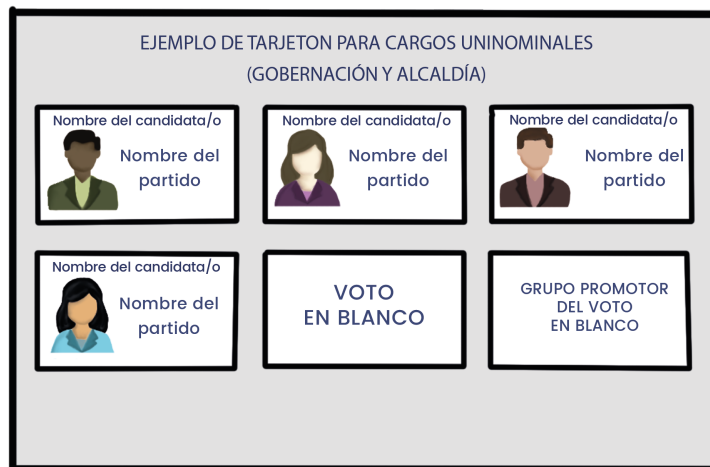 EJEMPLO DE TARJETON PARA CARGOS UNINOMINALES
(GOBERNACIÓN Y ALCALDÍA)
Nombre del candidata/o
Nombre del
partido
Nombre del candidata/o
Nombre del
partido
Nombre del candidata/o
Nombre del
partido
Nombre del candidata/o
Nombre del
partido
VOTO
EN BLANCO
GRUPO PROMOTOR
DEL VOTO
EN BLANCO